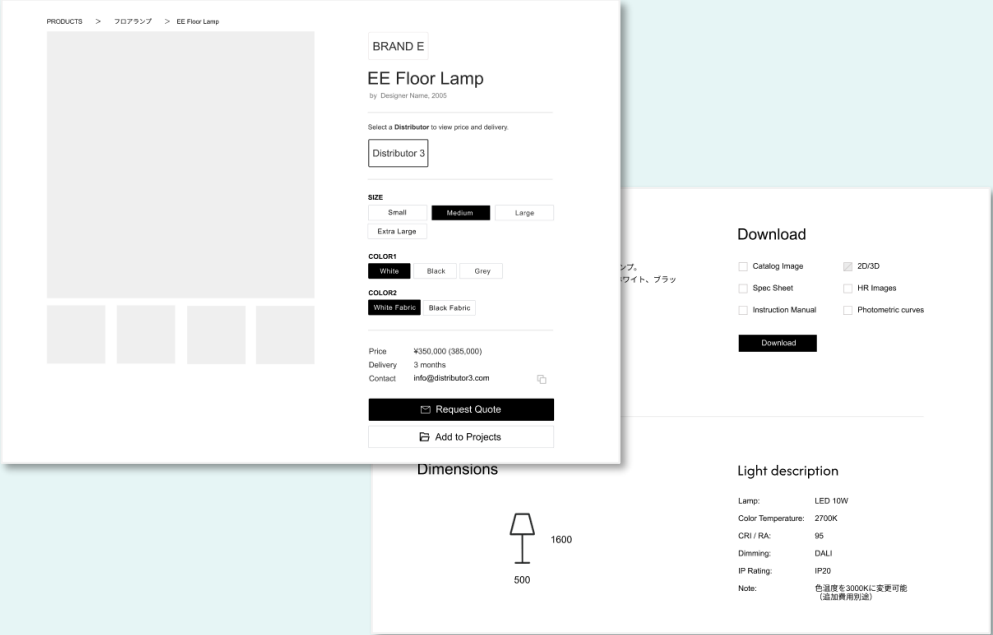 PRODUCTS > フロアランプ > EE Floor Lamp
BRAND E
EE Floor Lamp
by Designer Name, 2005
Select a Distributor to view price and delivery.
Distributor 3
SIZE
Small Medium Large
Extra Large
COLOR1
White Black Grey
COLOR2
White Fabric Black Fabric
Price ¥350,000 (385,000)
Delivery 3 months
Contact info@distributor3.com
Request Quote
Add to Projects
ンプ。
ホワイト、ブラッ
Download
Catalog Image 2D/3D
Spec Sheet HR Images
Instruction Manual Photometric curves
Download
Dimensions
1600
500
Light description
Lamp: LED 10W
Color Temperature: 2700K
CRI / RA: 95
Dimming: DALI
IP Rating: IP20
Note: 色温度を3000Kに変更可能
（追加費用別途）